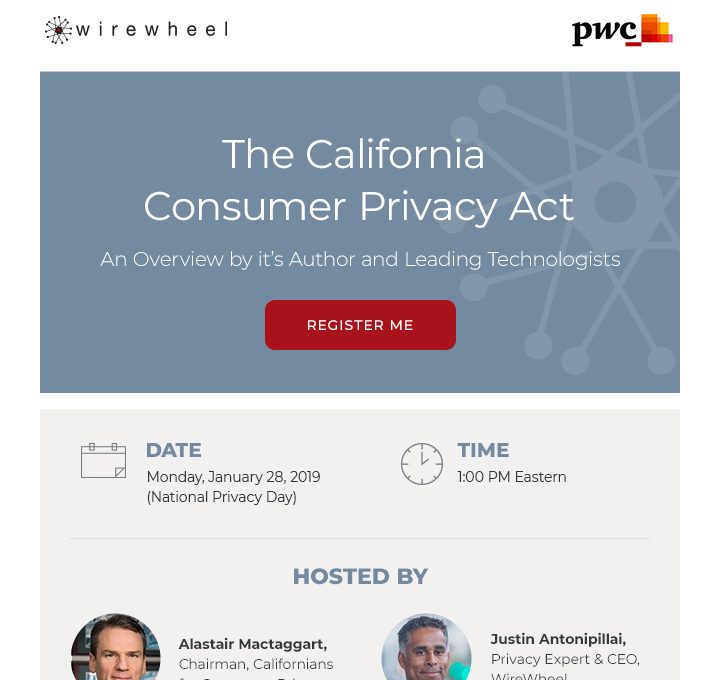 wirewheel
pwc
The California
Consumer Privacy Act
An Overview by it's Author and Leading Technologists
REGISTER ME
DATE
Monday, January 28, 2019
(National Privacy Day)
TIME
1:00 PM Eastern
HOSTED BY
Alastair Mactaggart,
Chairman, Californians
Justin Antonipillai,
Privacy Expert & CEO,
WireWheel